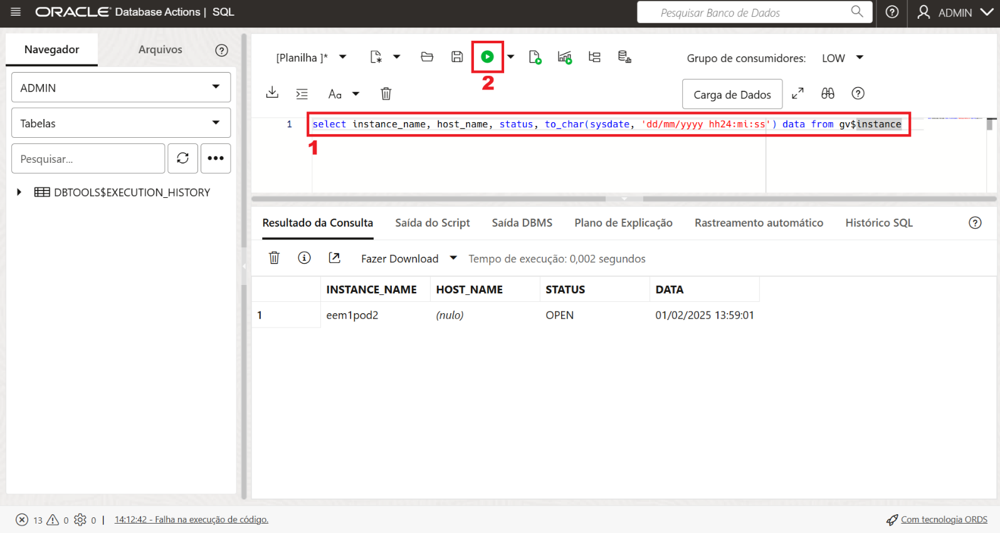 ORACLE Database Actions | SQL
Pesquisar Banco de Dados
ADMIN
Navegador
Arquivos
[Planilha ]*
Grupo de consumidores: LOW
2
ADMIN
Aa
Carga de Dados
Tabelas
1 select instance_name, host_name, status, to_char(sysdate, 'dd/mm/yyyy hh24:mi:ss') data from gv$instance
1
Pesquisar...
DBTOOLS$EXECUTION_HISTORY
Resultado da Consulta
Saída do Script
Saída DBMS
Plano de Explicação
Rastreamento automático
Histórico SQL
Fazer Download
Tempo de execução: 0,002 segundos
INSTANCE_NAME HOST_NAME STATUS DATA
1 eem1pod2 (nulo) OPEN 01/02/2025 13:59:01
13 0 0 | 14:12:42 - Falha na execução de código.
Com tecnologia ORDS